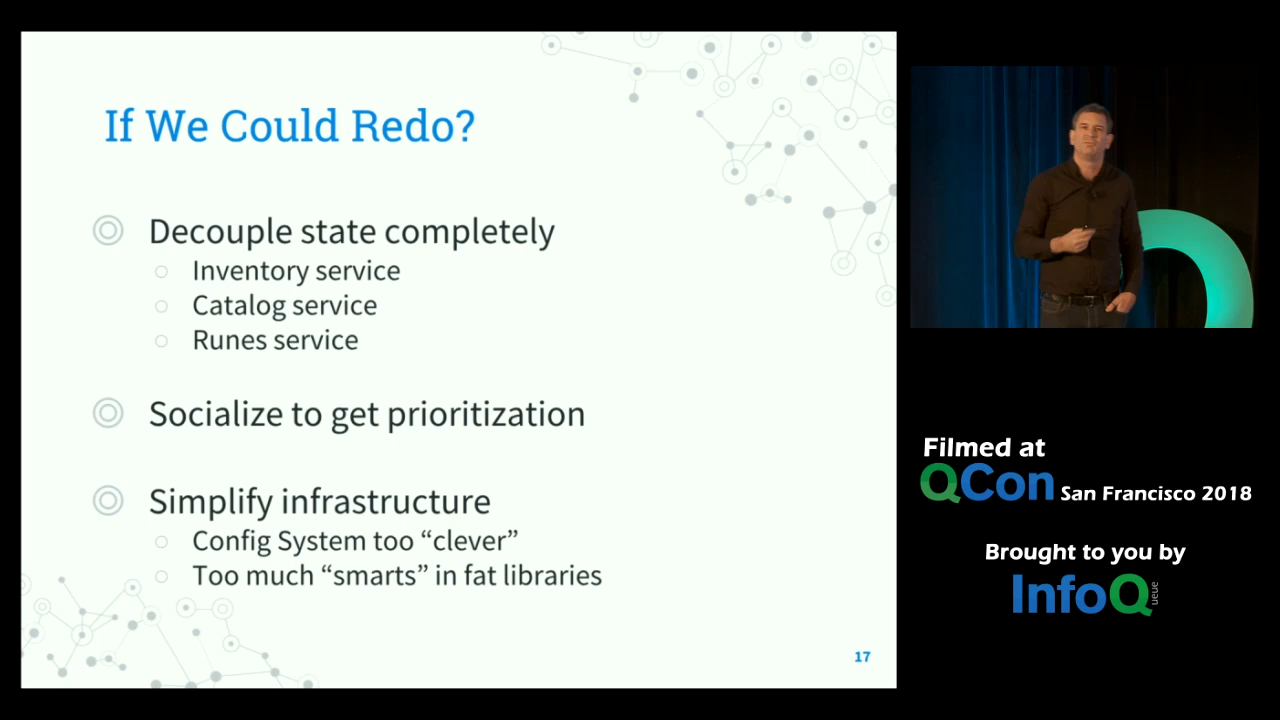 If We Could Redo?
Decouple state completely
Inventory service
Catalog service
Runes service
Socialize to get prioritization
Simplify infrastructure
Config System too “clever”
Too much “smarts” in fat libraries
17
Filmed at
QCon San Francisco 2018
Brought to you by
InfoQ
ueue